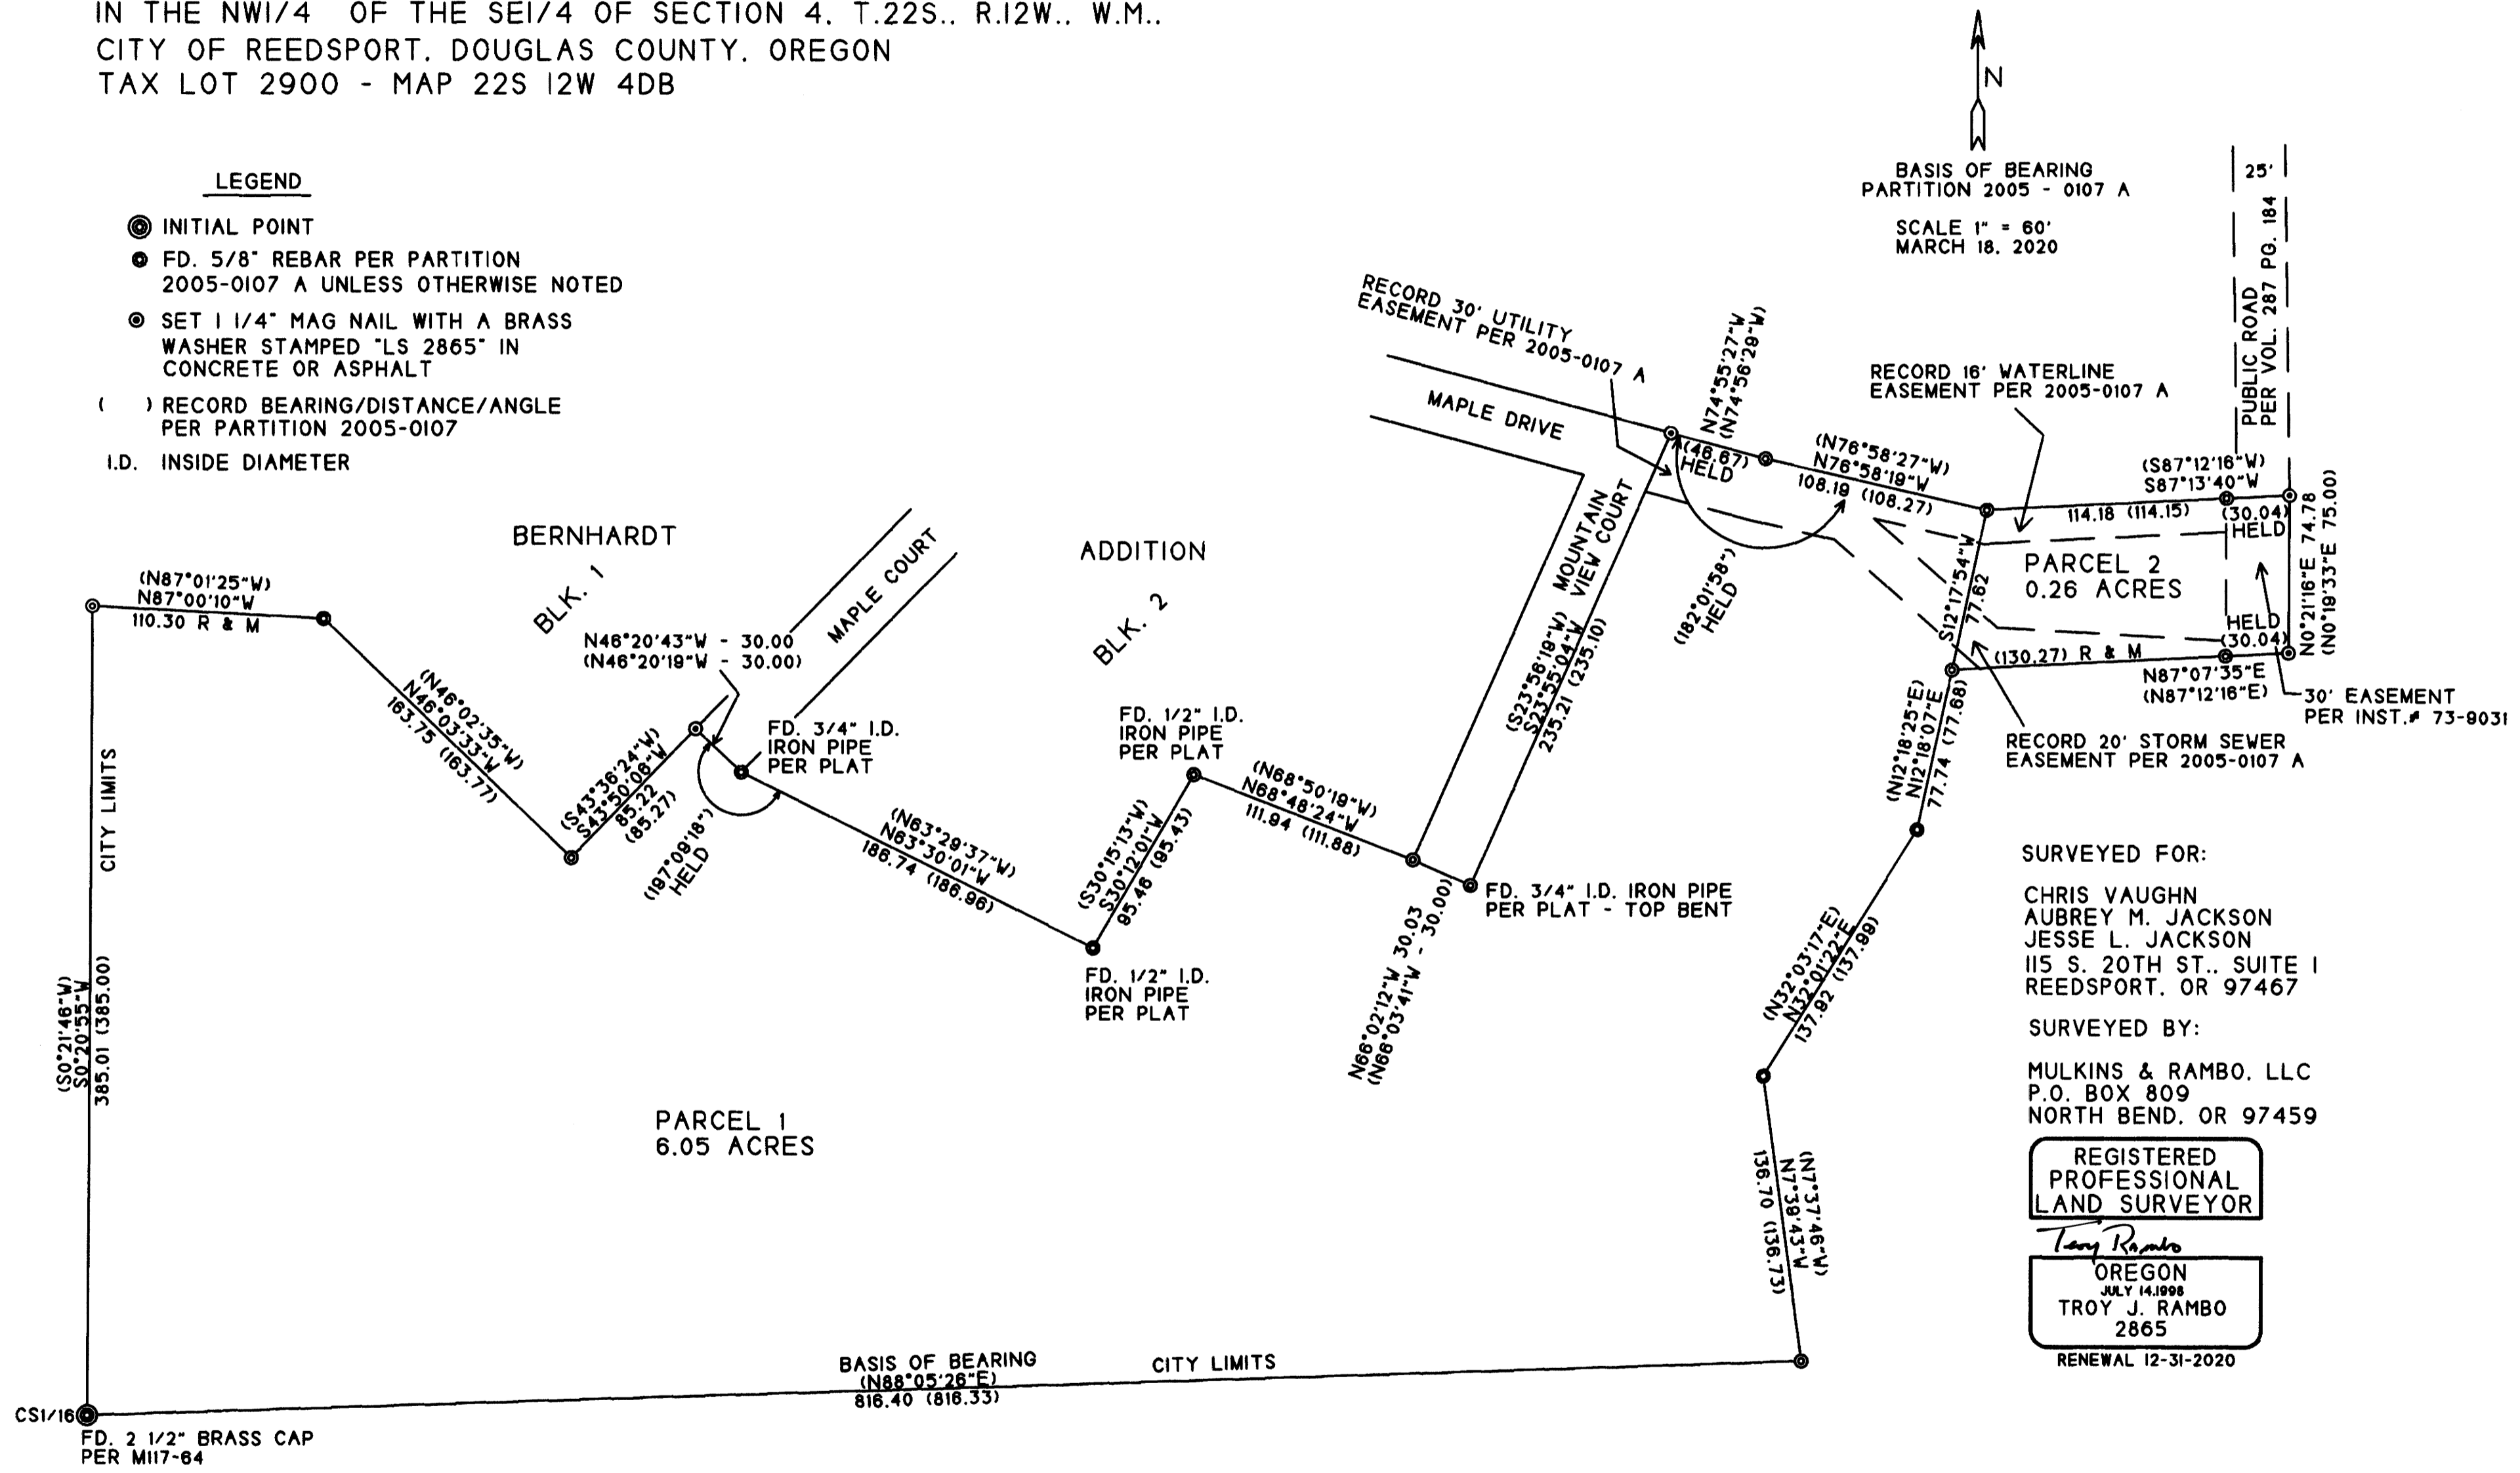 IN THE NW1/4 OF THE SE1/4 OF SECTION 4, T.22S., R.12W., W.M.,
CITY OF REEDSPORT, DOUGLAS COUNTY, OREGON
TAX LOT 2900 - MAP 22S 12W 4DB
LEGEND
INITIAL POINT
FD. 5/8" REBAR PER PARTITION
2005-0107 A UNLESS OTHERWISE NOTED
SET 1 1/4" MAG NAIL WITH A BRASS
WASHER STAMPED "LS 2865" IN
CONCRETE OR ASPHALT
( ) RECORD BEARING/DISTANCE/ANGLE
PER PARTITION 2005-0107
I.D. INSIDE DIAMETER
N
BASIS OF BEARING
PARTITION 2005 - 0107 A
SCALE 1" = 60'
MARCH 18, 2020
25'
PUBLIC ROAD
PER VOL. 287 PG. 184
RECORD 30' UTILITY
EASEMENT PER 2005-0107 A
MAPLE DRIVE
N74°55'27"W
(N74°56'29"W)
(46.67)
HELD
RECORD 16' WATERLINE
EASEMENT PER 2005-0107 A
(N76°58'27"W)
N76°58'19"W
108.19 (108.27)
(S87°12'16"W)
S87°13'40"W
114.18 (114.15)
(30.04)
HELD
N0°21'16"E 74.78
(N0°19'33"E 75.00)
PARCEL 2
0.26 ACRES
S12°17'54"W
77.62
HELD
(30.04)
(130.27) R & M
N87°07'35"E
(N87°12'16"E)
30' EASEMENT
PER INST.# 73-9031
RECORD 20' STORM SEWER
EASEMENT PER 2005-0107 A
(182°01'58")
HELD
MOUNTAIN
VIEW COURT
(S23°56'19"W)
S23°55'04"W
235.21 (235.10)
BERNHARDT
ADDITION
BLK. 1
BLK. 2
MAPLE COURT
(N87°01'25"W)
N87°00'10"W
110.30 R & M
N46°20'43"W - 30.00
(N46°20'19"W - 30.00)
(N46°02'35"W)
N46°03'33"W
163.75 (163.77)
(S43°36'24"W)
S43°50'06"W
85.22
(85.27)
FD. 3/4" I.D.
IRON PIPE
PER PLAT
(197°09'18")
HELD
(N63°29'37"W)
N63°30'01"W
186.74 (186.96)
FD. 1/2" I.D.
IRON PIPE
PER PLAT
(S30°15'13"W)
S30°12'01"W
95.46 (95.43)
FD. 1/2" I.D.
IRON PIPE
PER PLAT
(N68°50'19"W)
N68°48'24"W
111.94 (111.88)
FD. 3/4" I.D. IRON PIPE
PER PLAT - TOP BENT
N66°02'12"W 30.03
(N66°03'41"W - 30.00)
(N12°18'25"E)
N12°18'07"E
77.74 (77.68)
(N32°03'17"E)
N32°01'22"E
137.92 (137.99)
(N7°37'46"W)
N7°39'43"W
136.70 (136.73)
CITY LIMITS
(S0°21'46"W)
S0°20'55"W
385.01 (385.00)
PARCEL 1
6.05 ACRES
BASIS OF BEARING
(N88°05'26"E)
816.40 (816.33)
CITY LIMITS
CS1/16
FD. 2 1/2" BRASS CAP
PER M117-64
SURVEYED FOR:
CHRIS VAUGHN
AUBREY M. JACKSON
JESSE L. JACKSON
115 S. 20TH ST., SUITE 1
REEDSPORT, OR 97467
SURVEYED BY:
MULKINS & RAMBO, LLC
P.O. BOX 809
NORTH BEND, OR 97459
REGISTERED
PROFESSIONAL
LAND SURVEYOR
Troy Rambo
OREGON
JULY 14,1998
TROY J. RAMBO
2865
RENEWAL 12-31-2020